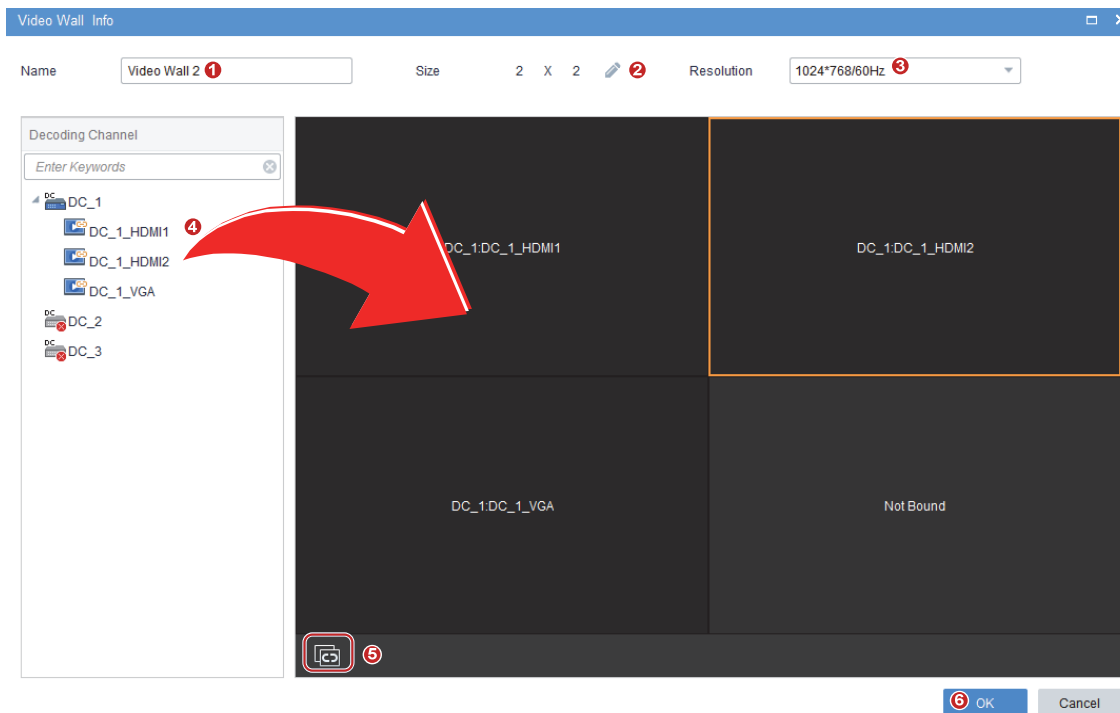 Video Wall Info
Name Video Wall 2 1 Size 2 X 2 2 Resolution 1024*768/60Hz 3
Decoding Channel
Enter Keywords
DC DC_1
DC_1_HDMI1 4
DC_1_HDMI2
DC_1_VGA
DC DC_2
DC DC_3
DC_1:DC_1_HDMI1 DC_1:DC_1_HDMI2
DC_1:DC_1_VGA Not Bound
5
6 OK Cancel